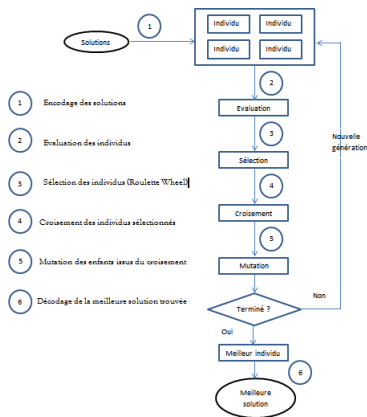 Individu Individu
Individu Individu
Solutions
1
2
Evaluation
3
Sélection
4
Croisement
5
Mutation
Terminé ?
Non
Oui
Nouvelle
génération
Meilleur individu
6
Meilleure
solution
1 Encodage des solutions
2 Evaluation des individus
3 Sélection des individus (Roulette Wheel)
4 Croisement des individus sélectionnés
5 Mutation des enfants issus du croisement
6 Décodage de la meilleure solution trouvée